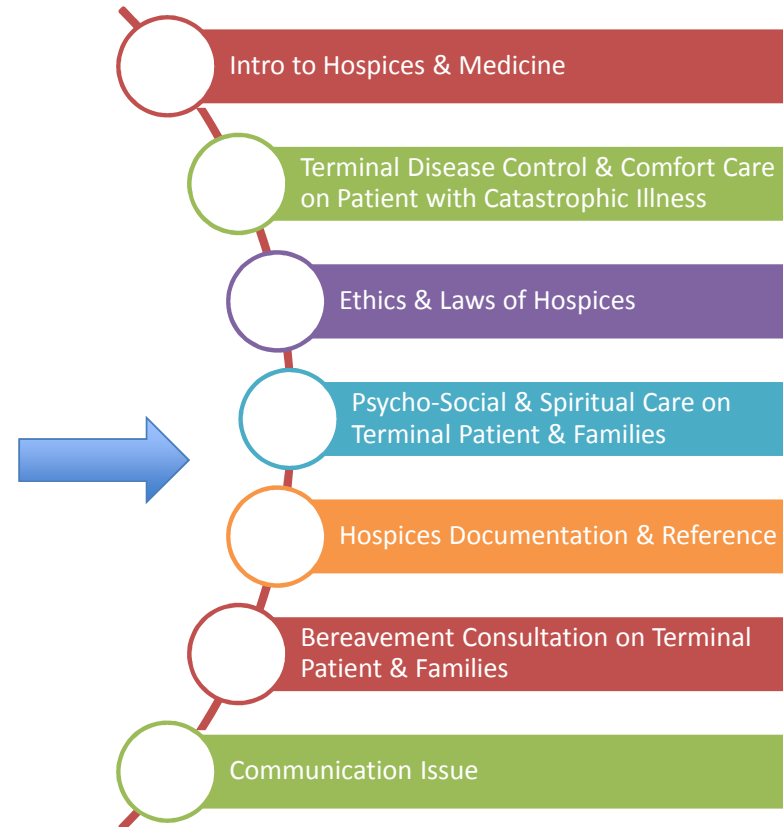 Intro to Hospices & Medicine
Terminal Disease Control & Comfort Care
on Patient with Catastrophic Illness
Ethics & Laws of Hospices
Psycho-Social & Spiritual Care on
Terminal Patient & Families
Hospices Documentation & Reference
Bereavement Consultation on Terminal
Patient & Families
Communication Issue